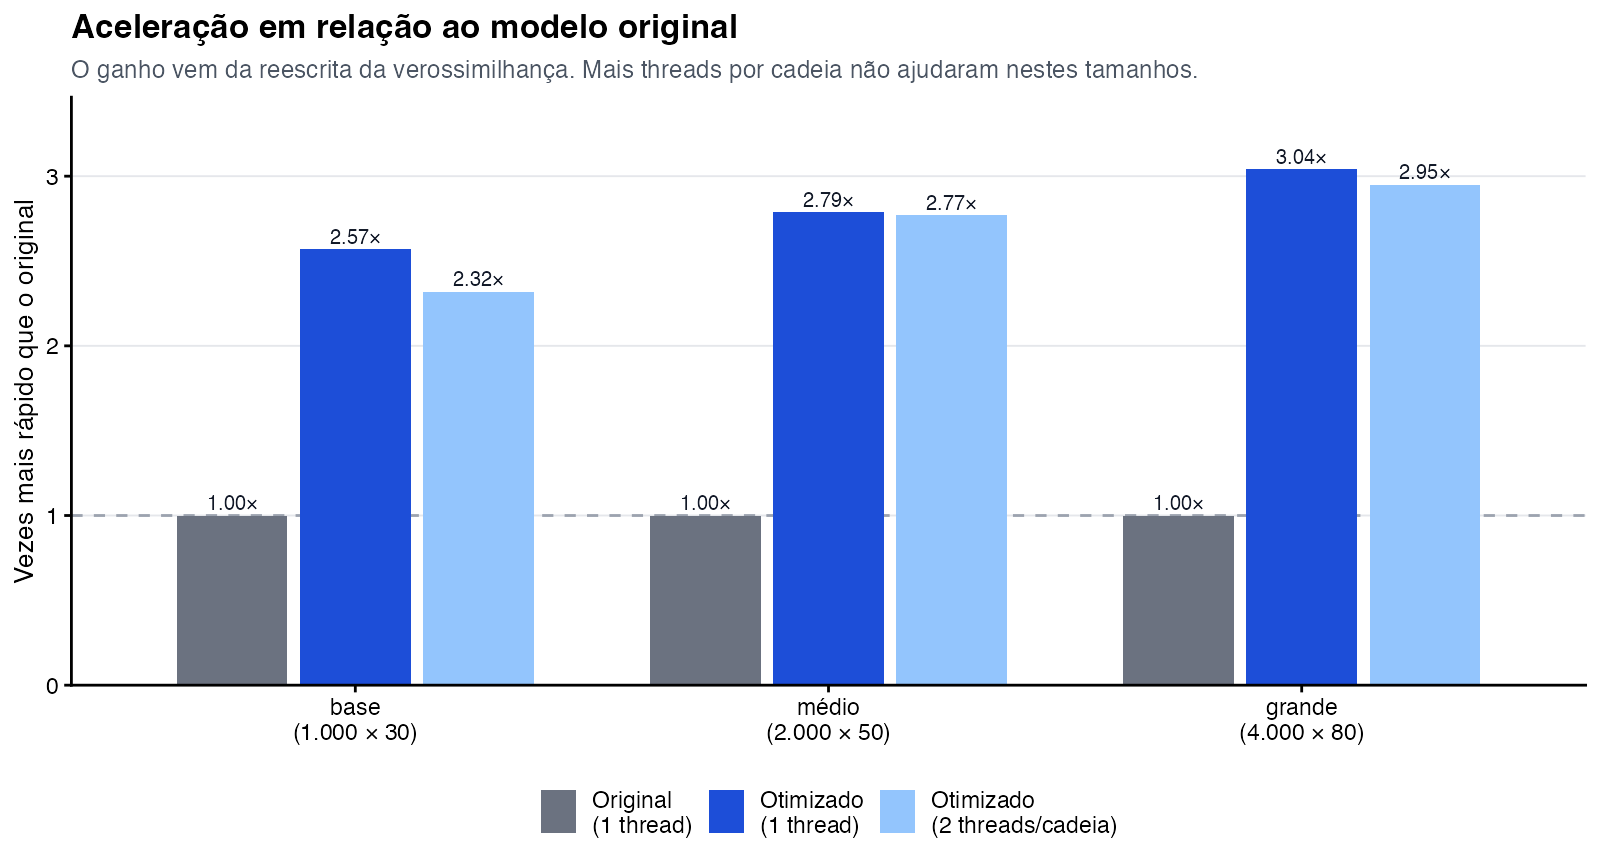 Aceleração em relação ao modelo original
O ganho vem da reescrita da verossimilhança. Mais threads por cadeia não ajudaram nestes tamanhos.
Vezes mais rápido que o original
3
2
1
0
1.00×
2.57×
2.32×
1.00×
2.79×
2.77×
1.00×
3.04×
2.95×
base
(1.000 × 30)
médio
(2.000 × 50)
grande
(4.000 × 80)
Original
(1 thread)
Otimizado
(1 thread)
Otimizado
(2 threads/cadeia)